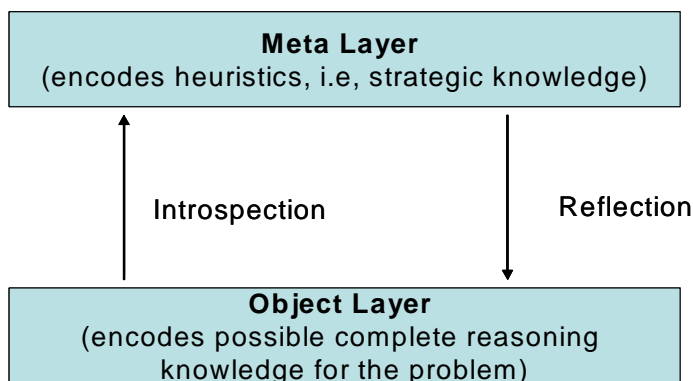 Meta Layer
(encodes heuristics, i.e, strategic knowledge)
Introspection
Reflection
Object Layer
(encodes possible complete reasoning
knowledge for the problem)